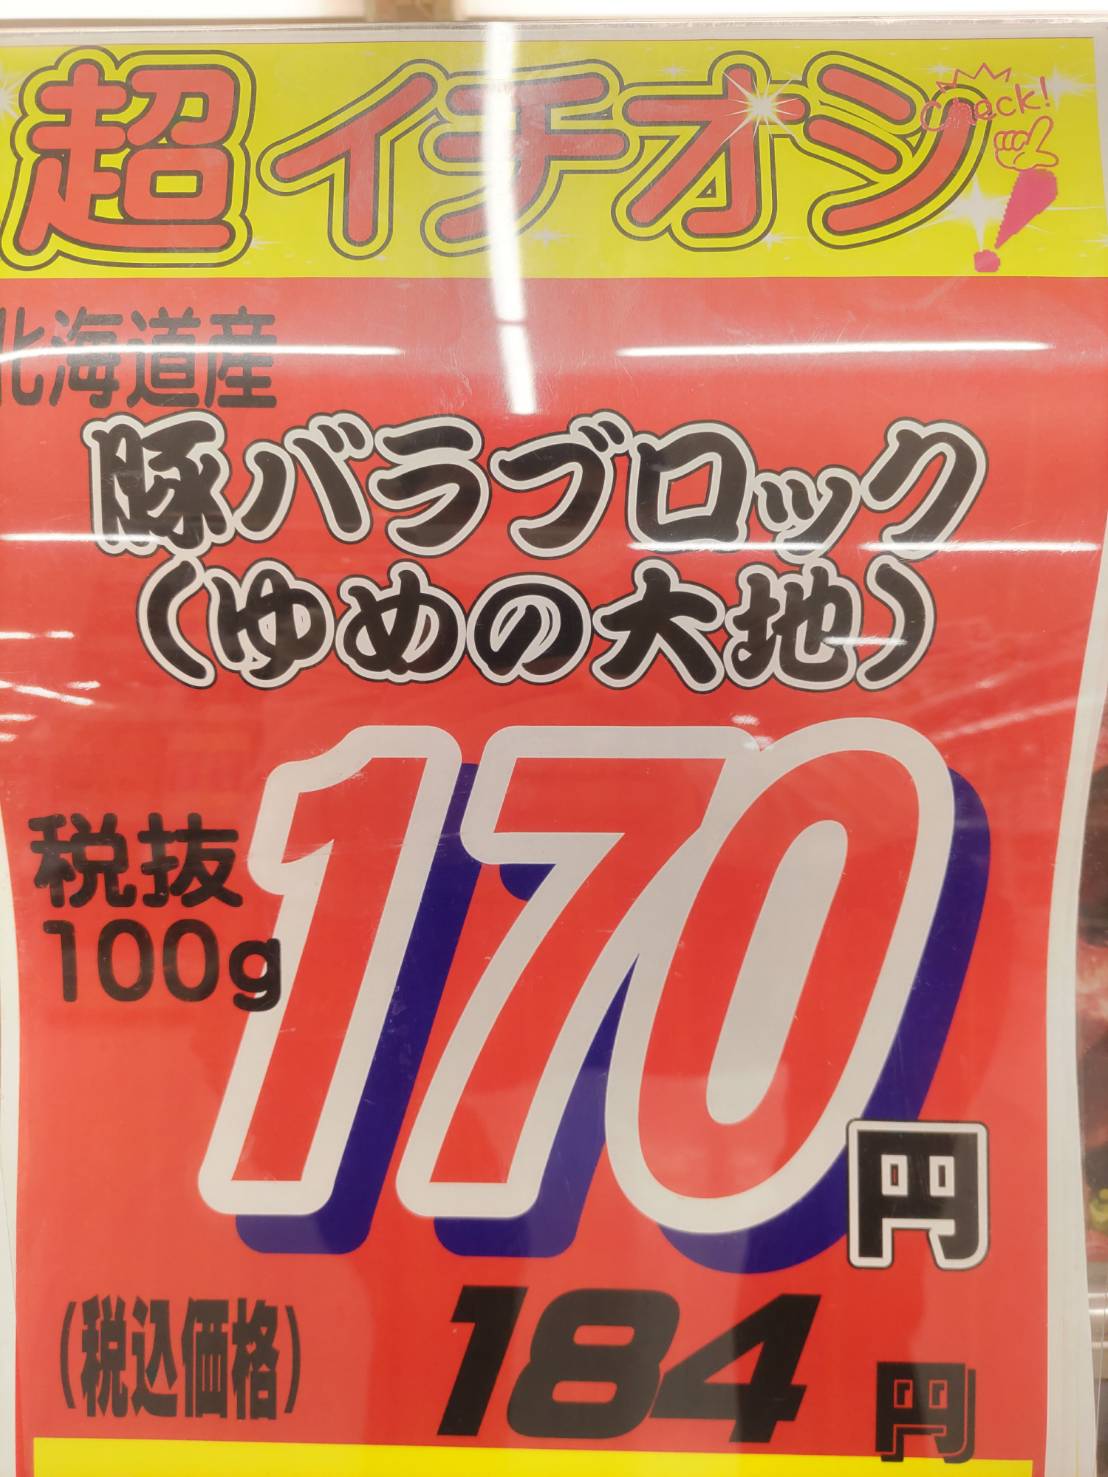 超イチオシ
Check!
北海道産
豚バラブロック
(ゆめの大地)
税抜
100g
170円
(税込価格) 184円